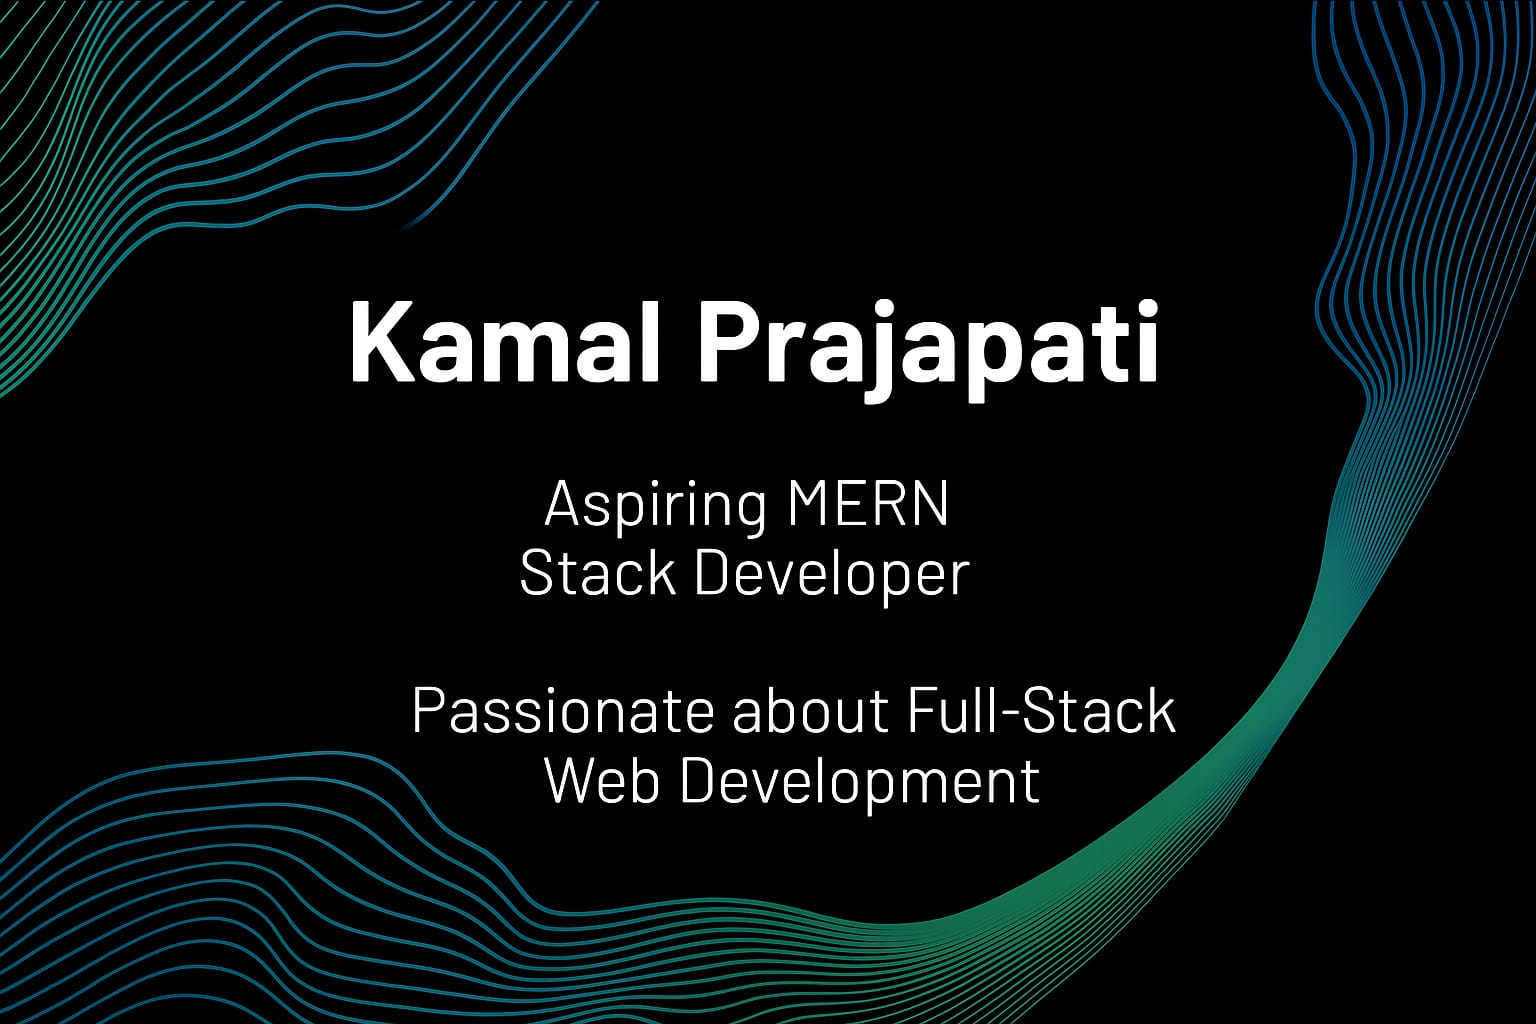 Kamal Prajapati
Aspiring MERN
Stack Developer
Passionate about Full-Stack
Web Development